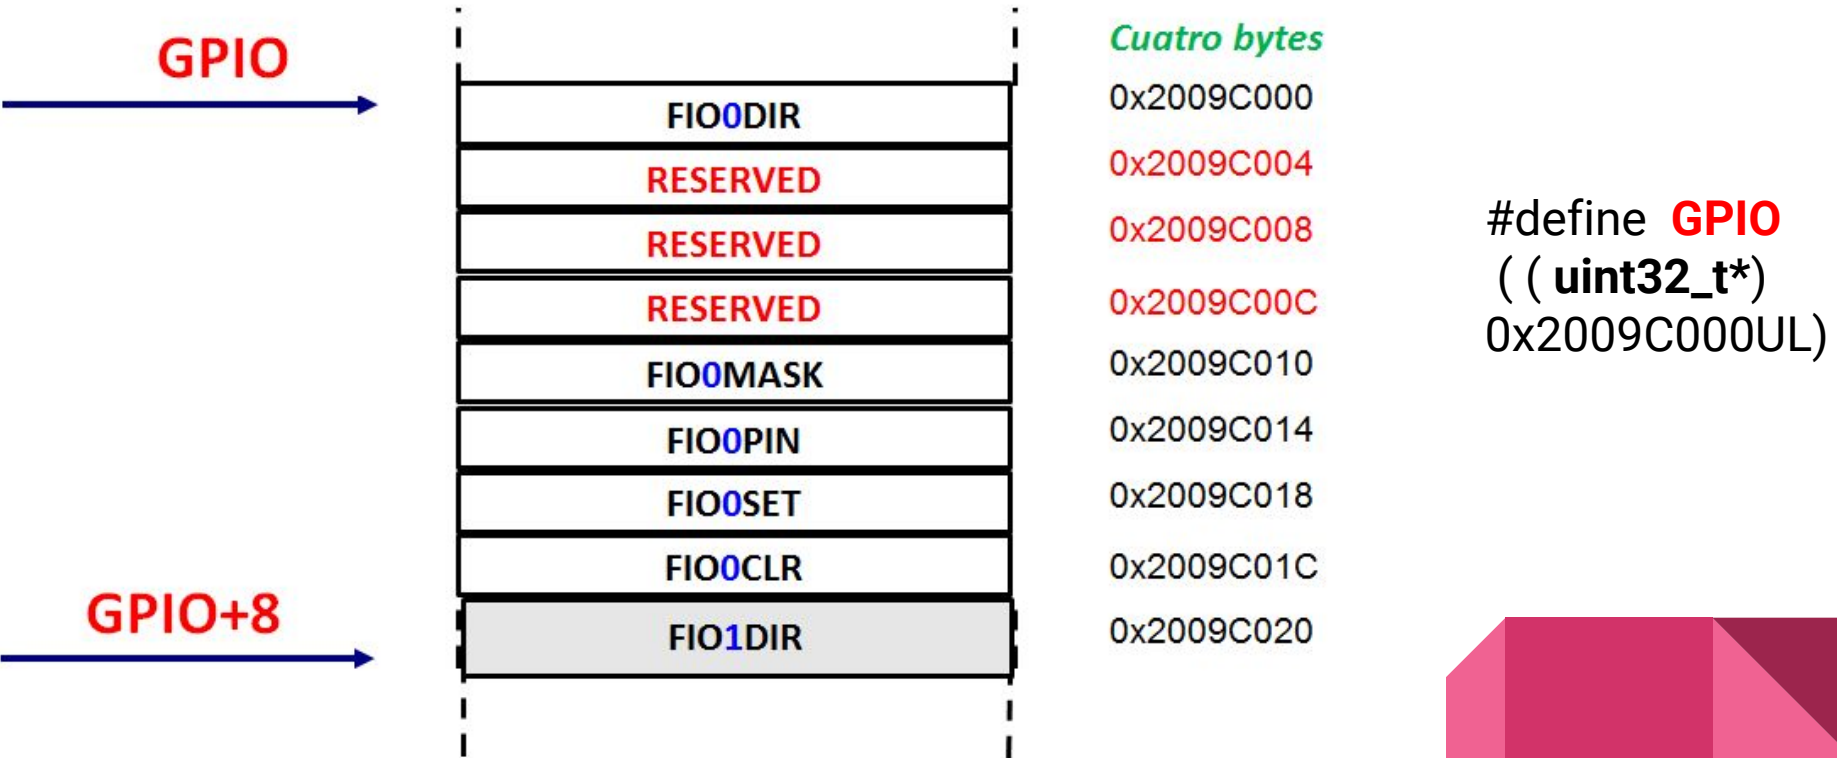 GPIO
Cuatro bytes
FIO0DIR 0x2009C000
RESERVED 0x2009C004
RESERVED 0x2009C008
RESERVED 0x2009C00C
FIO0MASK 0x2009C010
FIO0PIN 0x2009C014
FIO0SET 0x2009C018
FIO0CLR 0x2009C01C
GPIO+8
FIO1DIR 0x2009C020
#define GPIO
( ( uint32_t*)
0x2009C000UL)